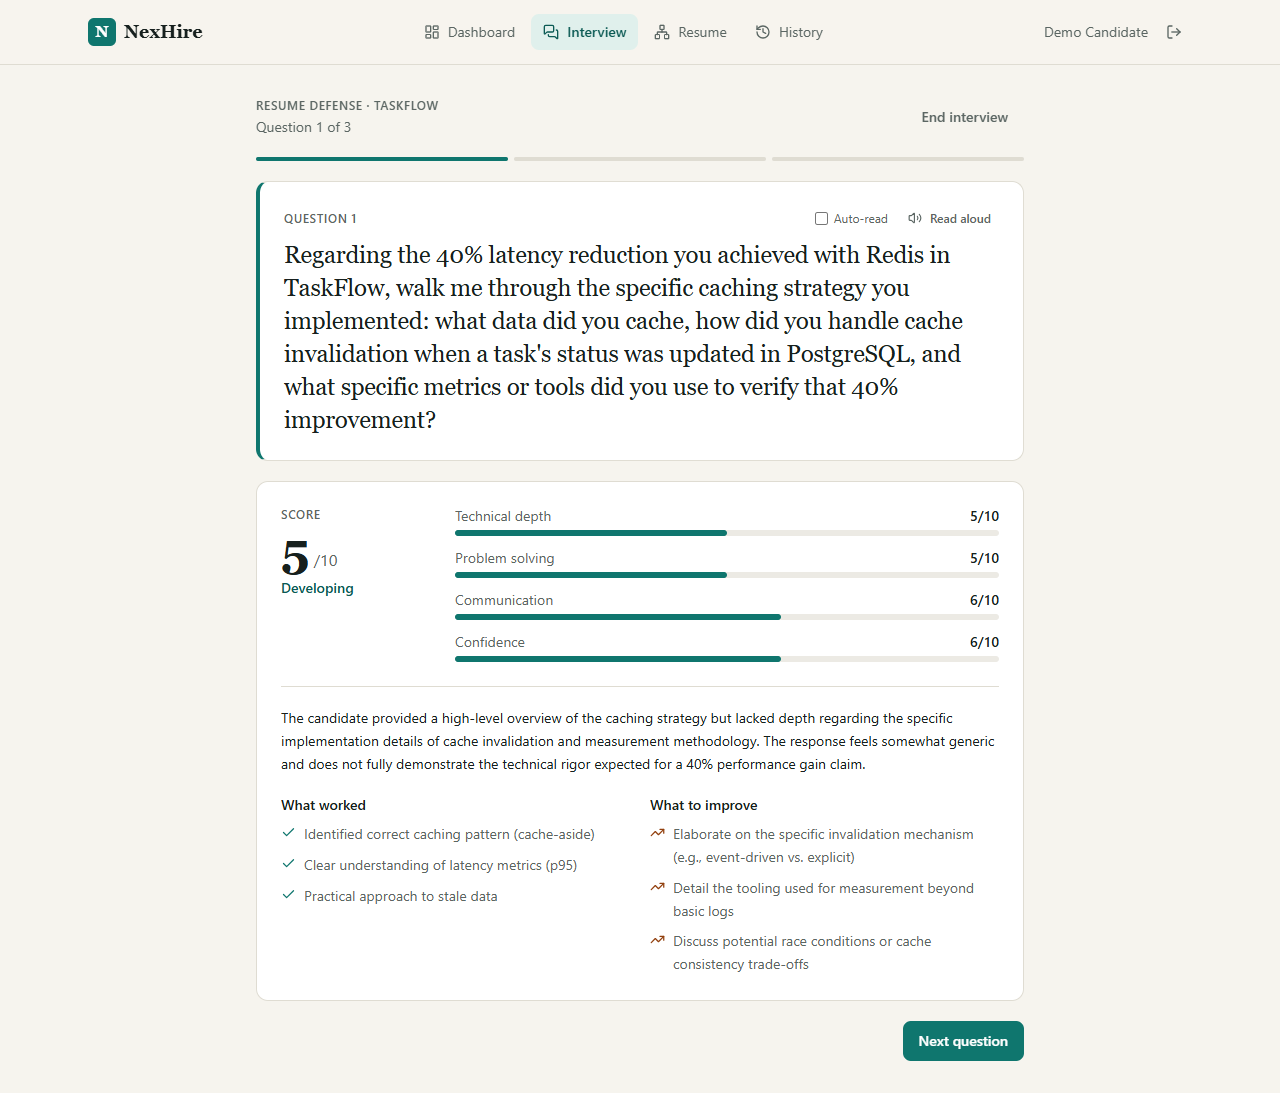 N NexHire
Dashboard
Interview
Resume
History
Demo Candidate
RESUME DEFENSE · TASKFLOW
Question 1 of 3
End interview
QUESTION 1
Auto-read
Read aloud
Regarding the 40% latency reduction you achieved with Redis in
TaskFlow, walk me through the specific caching strategy you
implemented: what data did you cache, how did you handle cache
invalidation when a task's status was updated in PostgreSQL, and
what specific metrics or tools did you use to verify that 40%
improvement?
SCORE
5 /10
Developing
Technical depth 5/10
Problem solving 5/10
Communication 6/10
Confidence 6/10
The candidate provided a high-level overview of the caching strategy but lacked depth regarding the specific
implementation details of cache invalidation and measurement methodology. The response feels somewhat generic
and does not fully demonstrate the technical rigor expected for a 40% performance gain claim.
What worked
Identified correct caching pattern (cache-aside)
Clear understanding of latency metrics (p95)
Practical approach to stale data
What to improve
Elaborate on the specific invalidation mechanism
(e.g., event-driven vs. explicit)
Detail the tooling used for measurement beyond
basic logs
Discuss potential race conditions or cache
consistency trade-offs
Next question